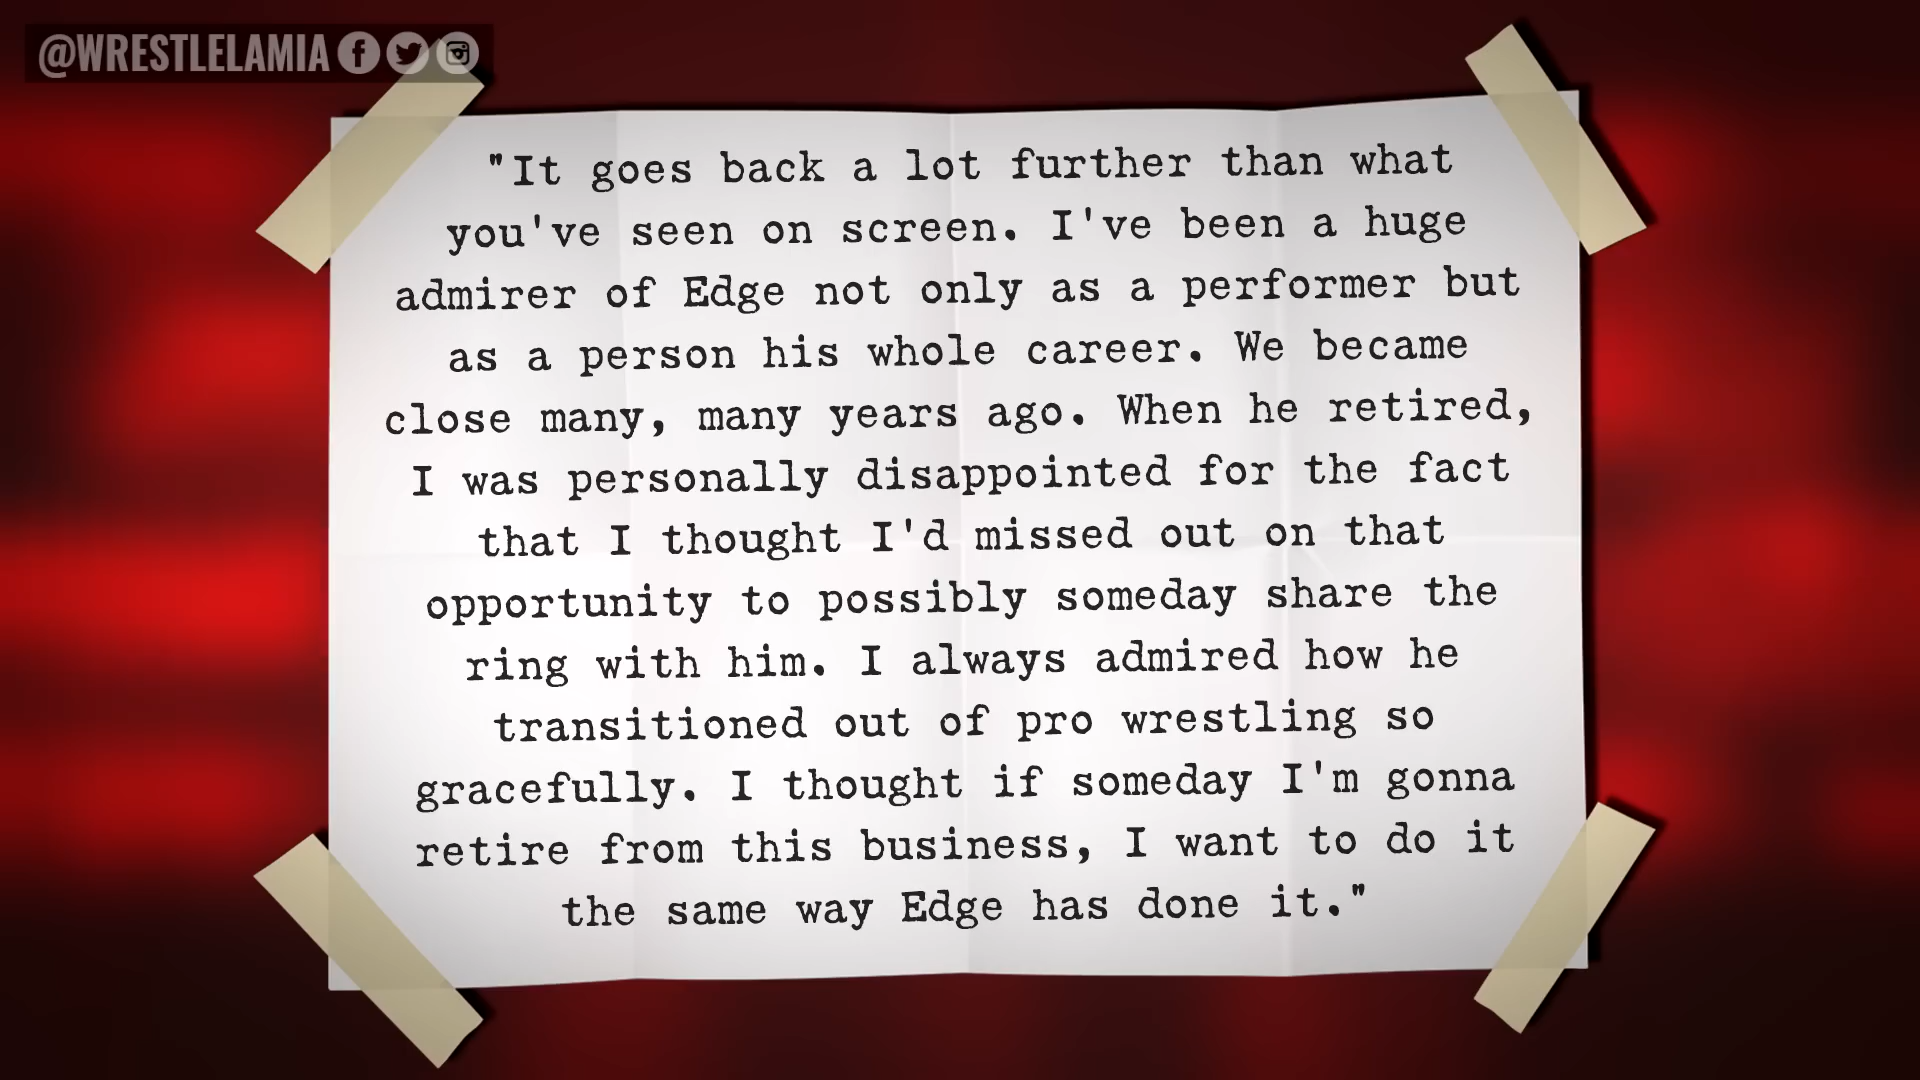 @WRESTLELAMIA
"It goes back a lot further than what
you've seen on screen. I've been a huge
admirer of Edge not only as a performer but
as a person his whole career. We became
close many, many years ago. When he retired,
I was personally disappointed for the fact
that I thought I'd missed out on that
opportunity to possibly someday share the
ring with him. I always admired how he
transitioned out of pro wrestling so
gracefully. I thought if someday I'm gonna
retire from this business, I want to do it
the same way Edge has done it."